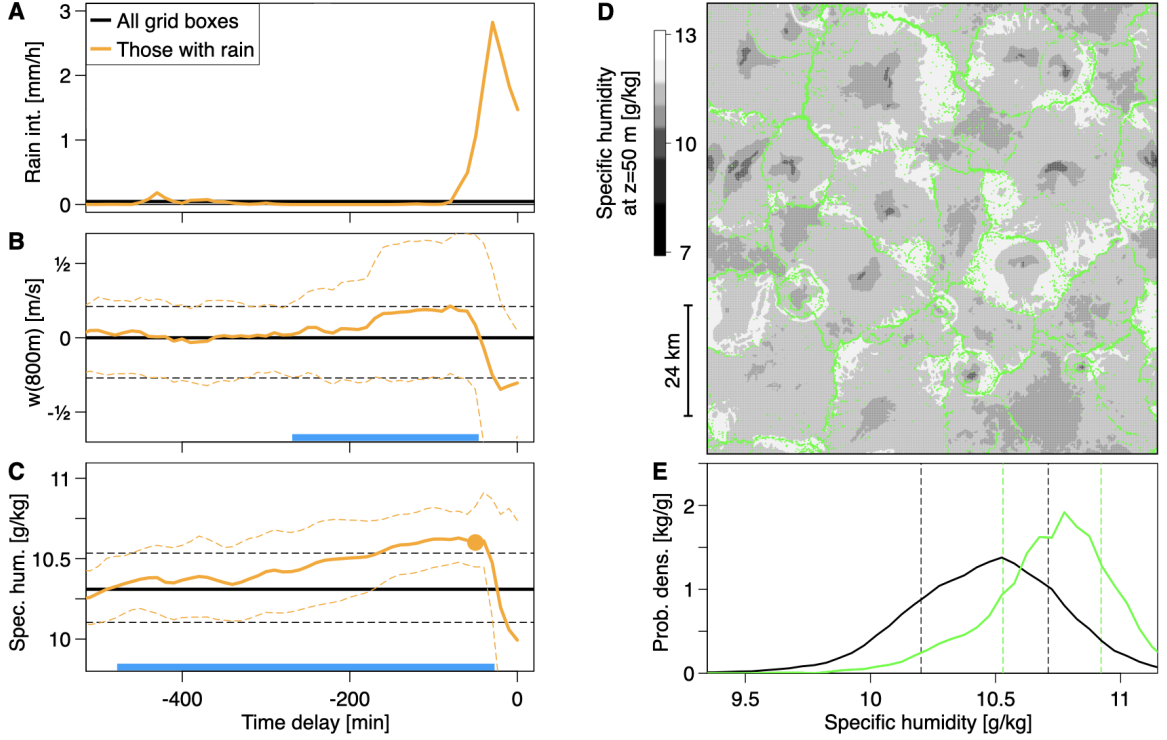 A
All grid boxes
Those with rain
Rain int. [mm/h]
3
2
1
0
B
w(800m) [m/s]
½
0
-½
C
Spec. hum. [g/kg]
11
10.5
10
-400
-200
0
Time delay [min]
D
Specific humidity
at z=50 m [g/kg]
13
10
7
24 km
E
Prob. dens. [kg/g]
2
1
0
9.5
10
10.5
11
Specific humidity [g/kg]